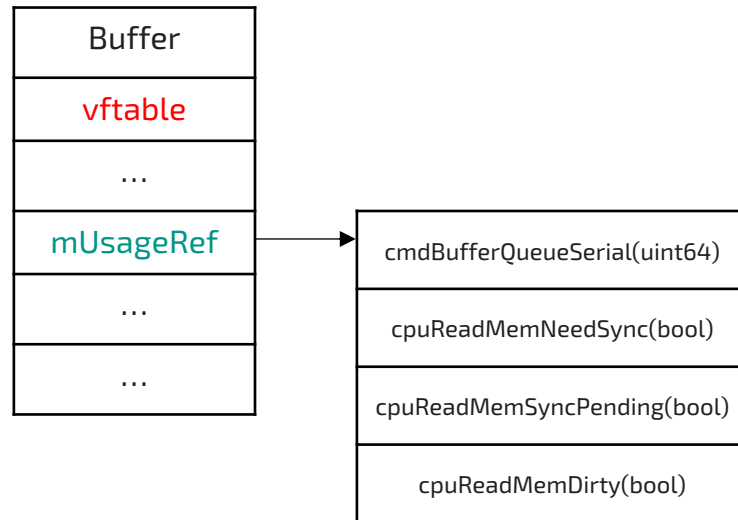 Buffer
vftable
...
mUsageRef
...
...
cmdBufferQueueSerial(uint64)
cpuReadMemNeedSync(bool)
cpuReadMemSyncPending(bool)
cpuReadMemDirty(bool)